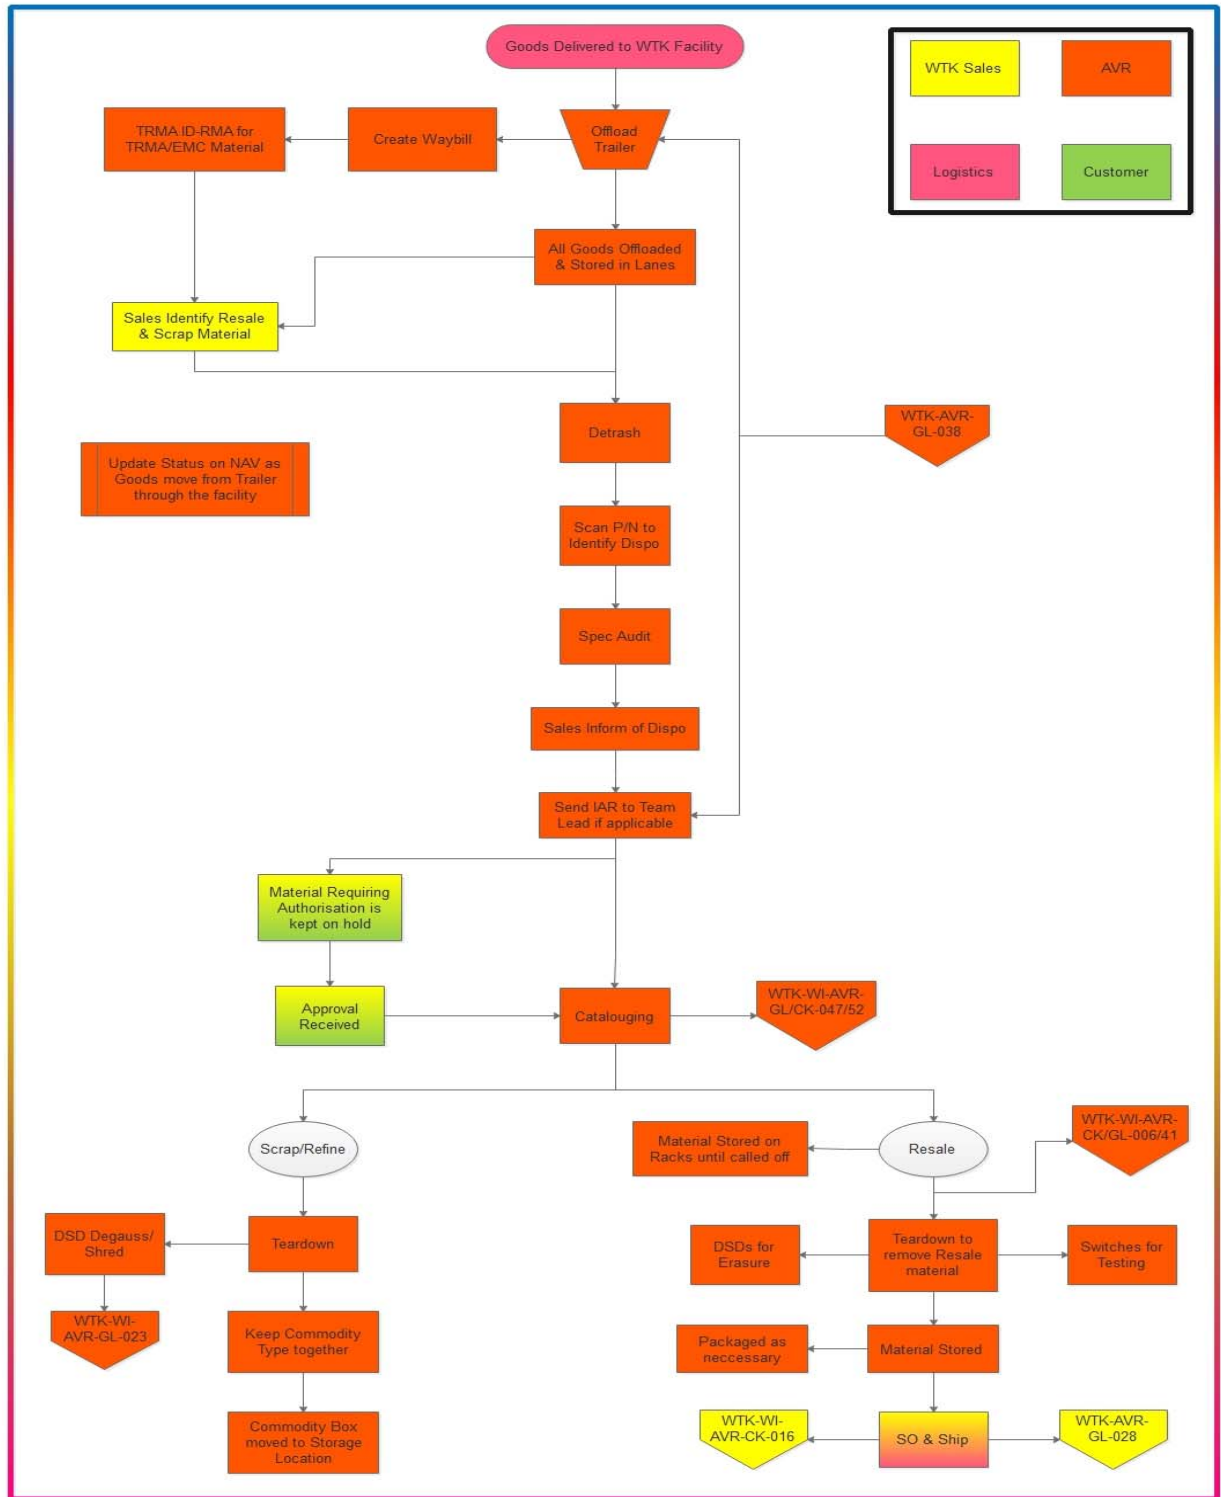 Goods Delivered to WTK Facility
WTK Sales
AVR
Logistics
Customer
Offload
Trailer
Create Waybill
TRMA ID-RMA for
TRMA/EMC Material
All Goods Offloaded
& Stored in Lanes
Sales Identify Resale
& Scrap Material
Detrash
WTK-AVR-
GL-038
Update Status on NAV as
Goods move from Trailer
through the facility
Scan P/N to
Identify Dispo
Spec Audit
Sales Inform of Dispo
Send IAR to Team
Lead if applicable
Material Requiring
Authorisation is
kept on hold
Approval
Received
Catalouging
WTK-WI-AVR-
GL/CK-047/52
Scrap/Refine
Material Stored on
Racks until called off
Resale
WTK-WI-AVR-
CK/GL-006/41
DSD Degauss/
Shred
Teardown
DSDs for
Erasure
Teardown to
remove Resale
material
Switches for
Testing
WTK-WI-
AVR-GL-023
Keep Commodity
Type together
Packaged as
neccessary
Material Stored
Commodity Box
moved to Storage
Location
WTK-WI-
AVR-CK-016
SO & Ship
WTK-AVR-
GL-028